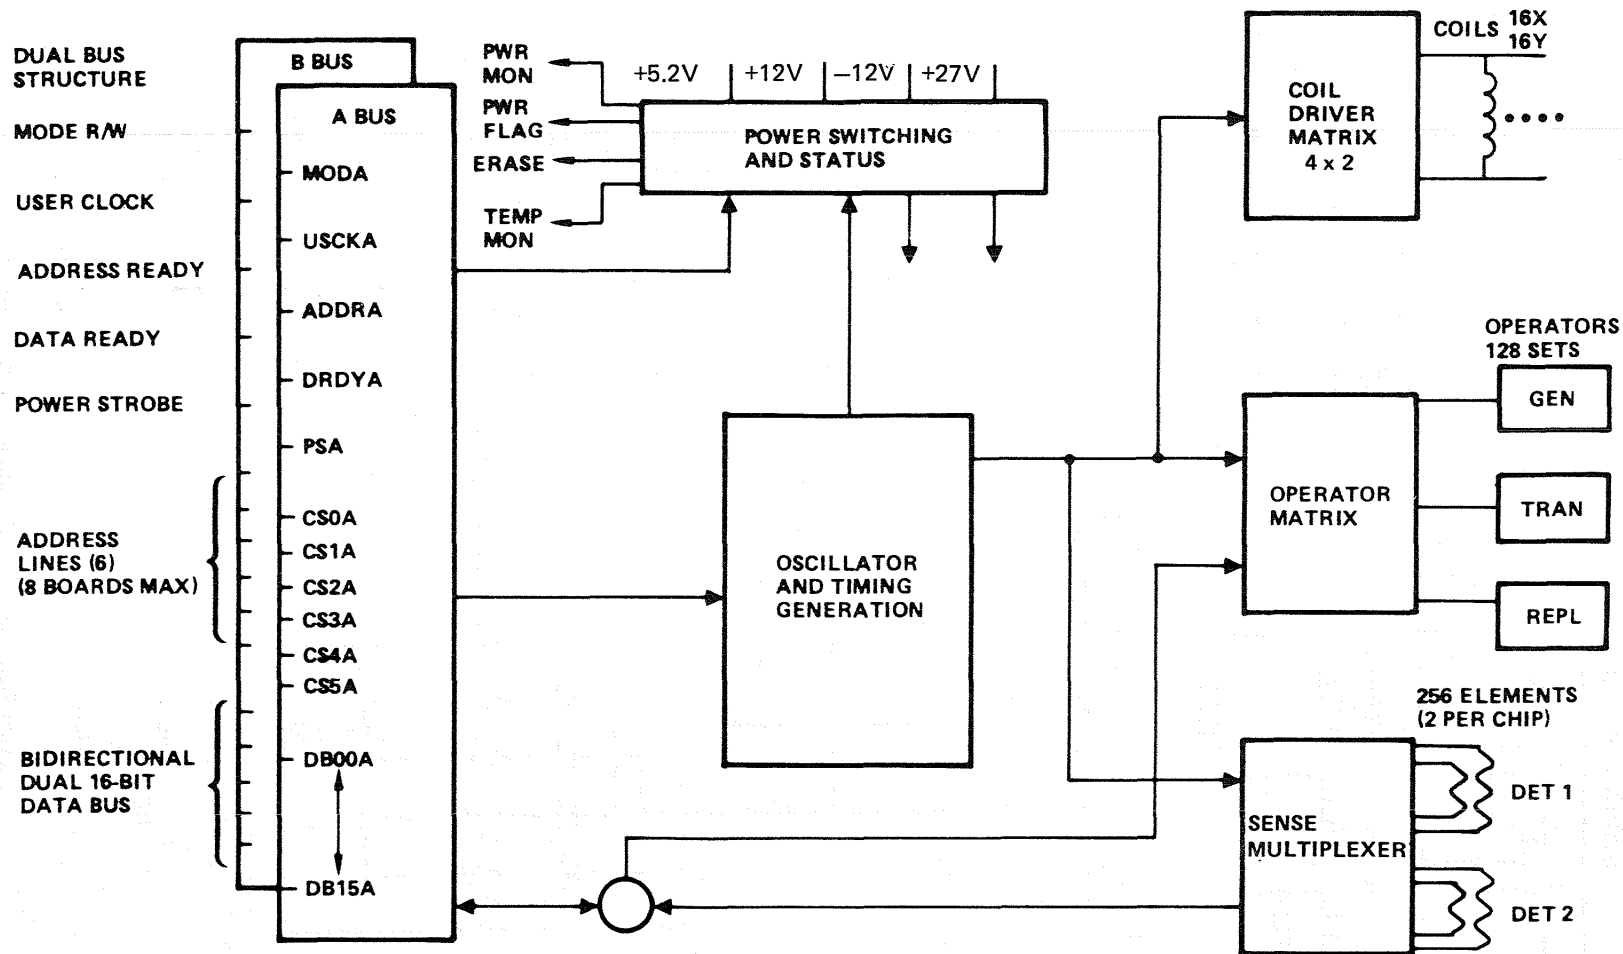 DUAL BUS
STRUCTURE
MODE R/W
USER CLOCK
ADDRESS READY
DATA READY
POWER STROBE
ADDRESS
LINES (6)
(8 BOARDS MAX)
BIDIRECTIONAL
DUAL 16-BIT
DATA BUS
B BUS
A BUS
MODA
USCKA
ADDRA
DRDYA
PSA
CS0A
CS1A
CS2A
CS3A
CS4A
CS5A
DB00A
DB15A
PWR
MON
PWR
FLAG
ERASE
TEMP
MON
+5.2V +12V −12V +27V
POWER SWITCHING
AND STATUS
OSCILLATOR
AND TIMING
GENERATION
COIL
DRIVER
MATRIX
4 x 2
COILS 16X
16Y
OPERATOR
MATRIX
OPERATORS
128 SETS
GEN
TRAN
REPL
256 ELEMENTS
(2 PER CHIP)
SENSE
MULTIPLEXER
DET 1
DET 2